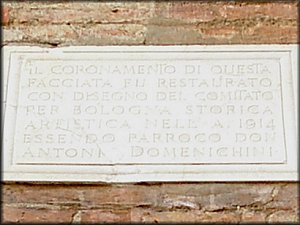 IL CORONAMENTO DI QUESTA
FACCIATA FU RESTAURATO
CON DISEGNO DEL COMITATO
PER BOLOGNA STORICA
ARTISTICA NELL A. 1914
ESSENDO PARROCO DON
ANTONIO DOMENICHINI